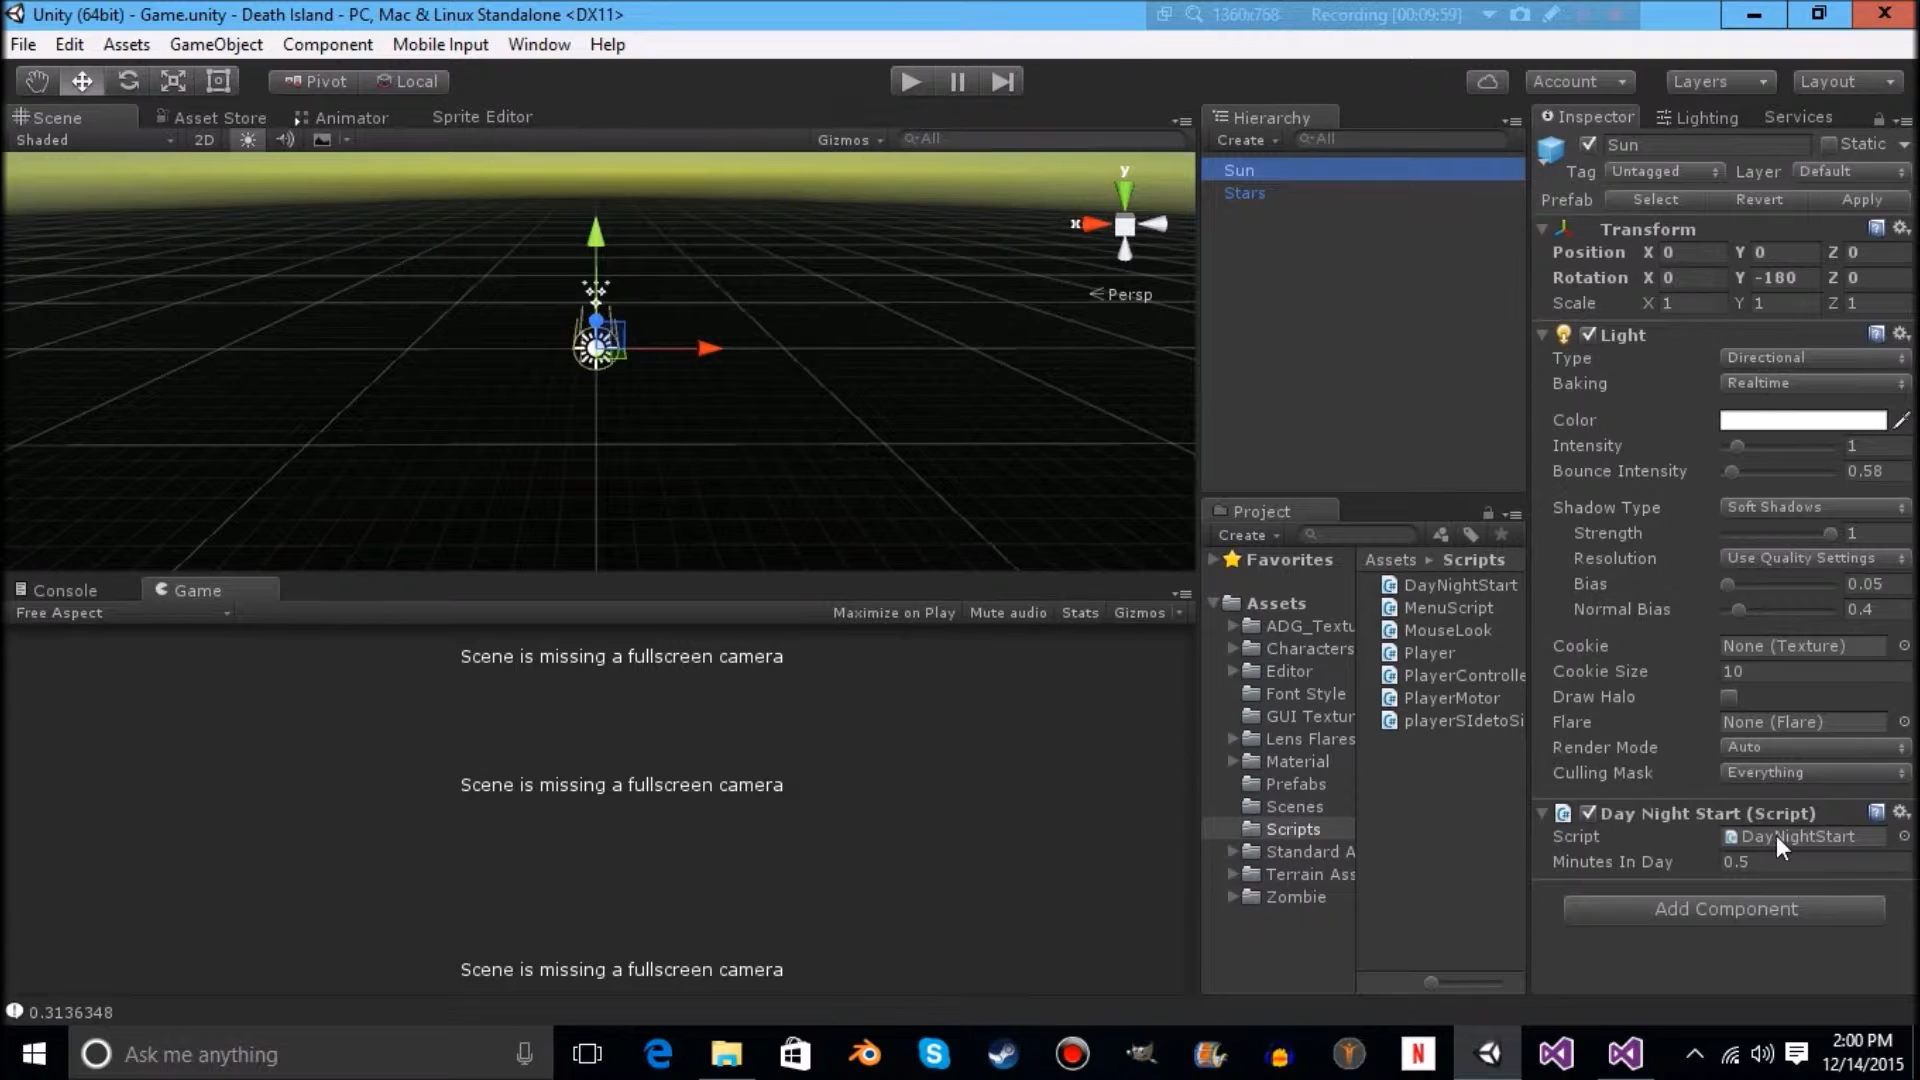 Unity (64bit) - Game.unity - Death Island - PC, Mac & Linux Standalone <DX11>
1360x768 Recording [00:09:59]
File Edit Assets GameObject Component Mobile Input Window Help
Pivot Local
Account Layers Layout
Scene Asset Store Animator Sprite Editor
Shaded 2D Gizmos All
y
x
Persp
Console Game
Free Aspect Maximize on Play Mute audio Stats Gizmos
Scene is missing a fullscreen camera
Scene is missing a fullscreen camera
Scene is missing a fullscreen camera
0.3136348
Hierarchy
Create All
Sun
Stars
Project
Create
Favorites
Assets
ADG_Textu
Characters
Editor
Font Style
GUI Textur
Lens Flares
Material
Prefabs
Scenes
Scripts
Standard A
Terrain Ass
Zombie
Assets Scripts
DayNightStart
MenuScript
MouseLook
Player
PlayerControlle
PlayerMotor
playerSIdetoSi
Inspector Lighting Services
Sun Static
Tag Untagged Layer Default
Prefab Select Revert Apply
Transform
Position X 0 Y 0 Z 0
Rotation X 0 Y -180 Z 0
Scale X 1 Y 1 Z 1
Light
Type Directional
Baking Realtime
Color
Intensity 1
Bounce Intensity 0.58
Shadow Type Soft Shadows
Strength 1
Resolution Use Quality Settings
Bias 0.05
Normal Bias 0.4
Cookie None (Texture)
Cookie Size 10
Draw Halo
Flare None (Flare)
Render Mode Auto
Culling Mask Everything
Day Night Start (Script)
Script DayNightStart
Minutes In Day 0.5
Add Component
Ask me anything
N
2:00 PM
12/14/2015